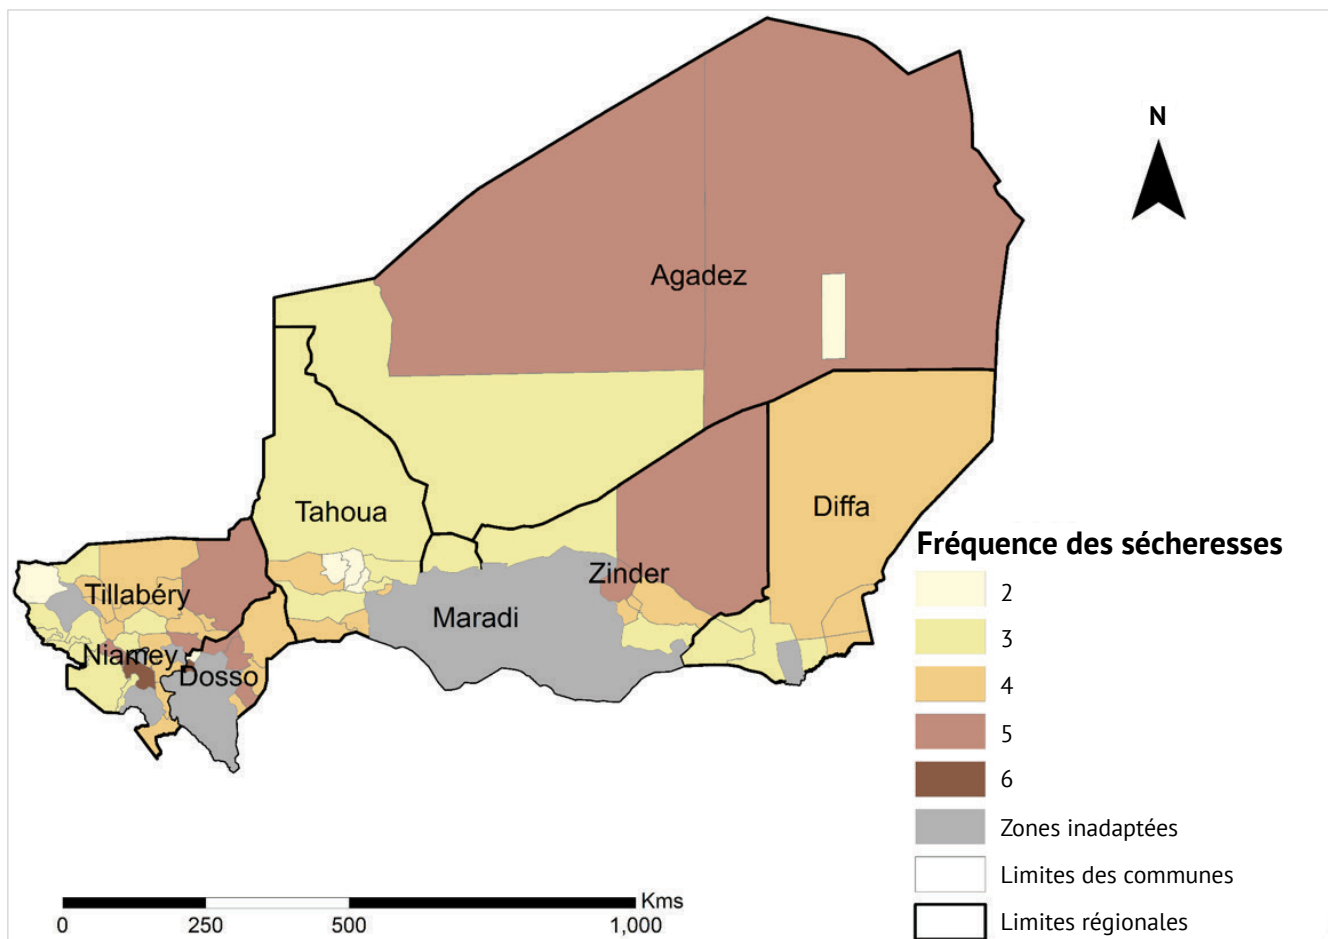 N
Agadez
Tahoua
Diffa
Zinder
Tillabéry
Maradi
Niamey
Dosso
Fréquence des sécheresses
2
3
4
5
6
Zones inadaptées
Limites des communes
Limites régionales
Kms
0 250 500 1,000